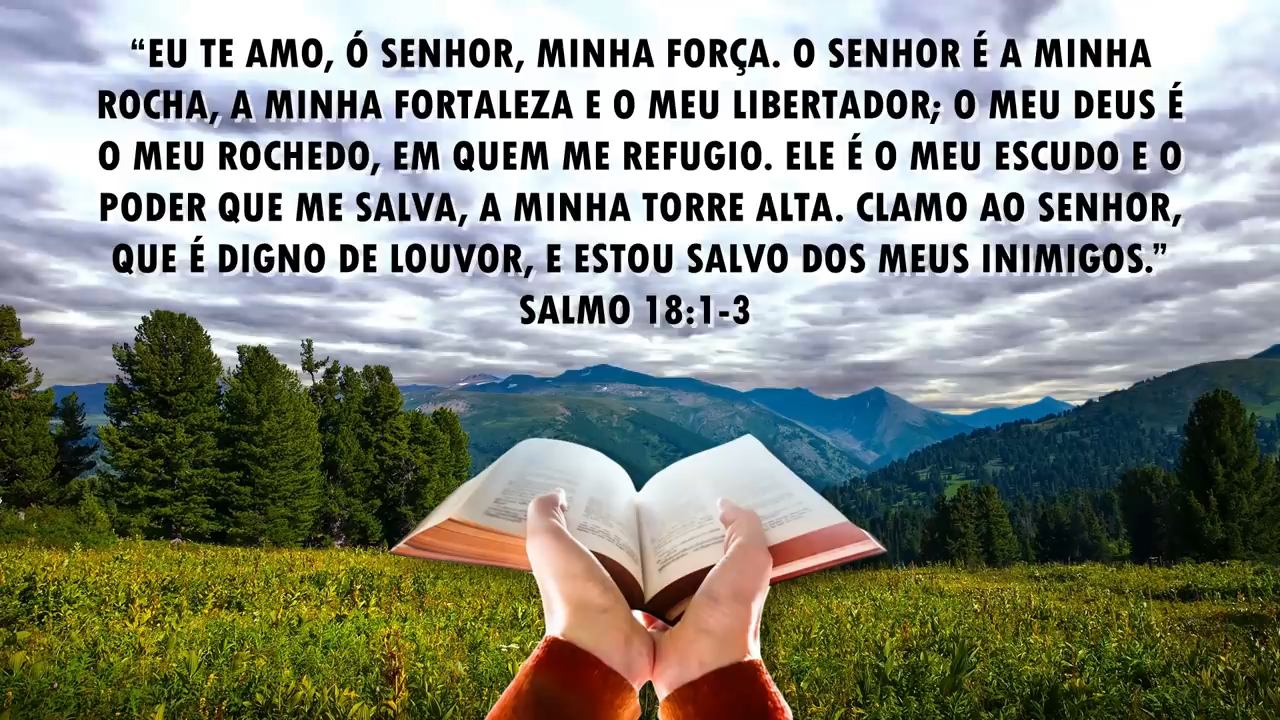 “EU TE AMO, Ó SENHOR, MINHA FORÇA. O SENHOR É A MINHA
ROCHA, A MINHA FORTALEZA E O MEU LIBERTADOR; O MEU DEUS É
O MEU ROCHEDO, EM QUEM ME REFUGIO. ELE É O MEU ESCUDO E O
PODER QUE ME SALVA, A MINHA TORRE ALTA. CLAMO AO SENHOR,
QUE É DIGNO DE LOUVOR, E ESTOU SALVO DOS MEUS INIMIGOS.”
SALMO 18:1-3